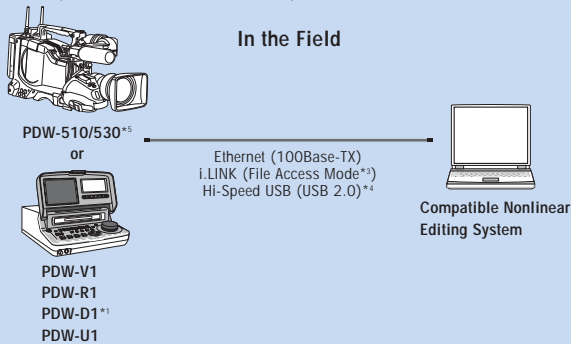 In the Field
PDW-510/530*5
or
PDW-V1
PDW-R1
PDW-D1*1
PDW-U1
Ethernet (100Base-TX)
i.LINK (File Access Mode*3)
Hi-Speed USB (USB 2.0)*4
Compatible Nonlinear
Editing System